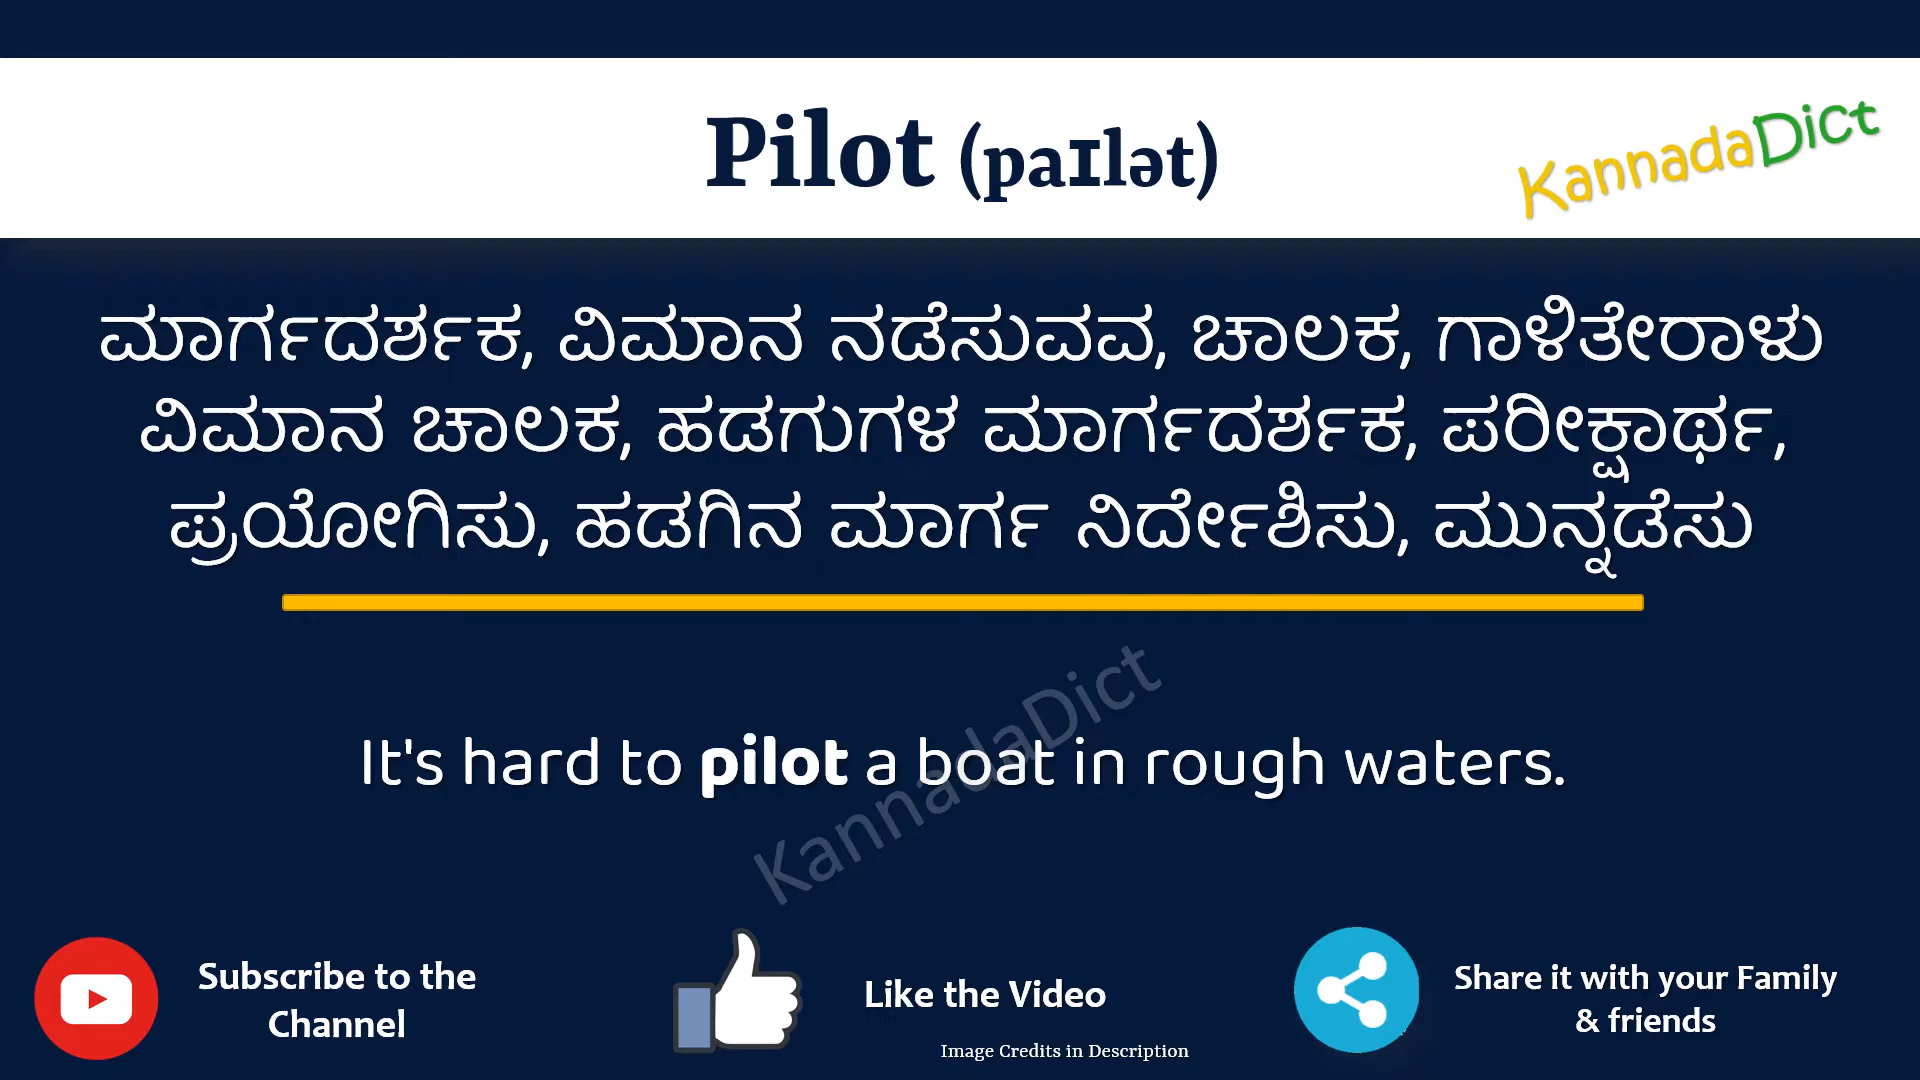 Pilot (paɪlət)
KannadaDict
ಮಾರ್ಗದರ್ಶಕ, ವಿಮಾನ ನಡೆಸುವವ, ಚಾಲಕ, ಗಾಳಿತೇರಾಳು
ವಿಮಾನ ಚಾಲಕ, ಹಡಗುಗಳ ಮಾರ್ಗದರ್ಶಕ, ಪರೀಕ್ಷಾರ್ಥ,
ಪ್ರಯೋಗಿಸು, ಹಡಗಿನ ಮಾರ್ಗ ನಿರ್ದೇಶಿಸು, ಮುನ್ನಡೆಸು
It's hard to pilot a boat in rough waters.
KannadaDict
Subscribe to the
Channel
Like the Video
Share it with your Family
& friends
Image Credits in Description